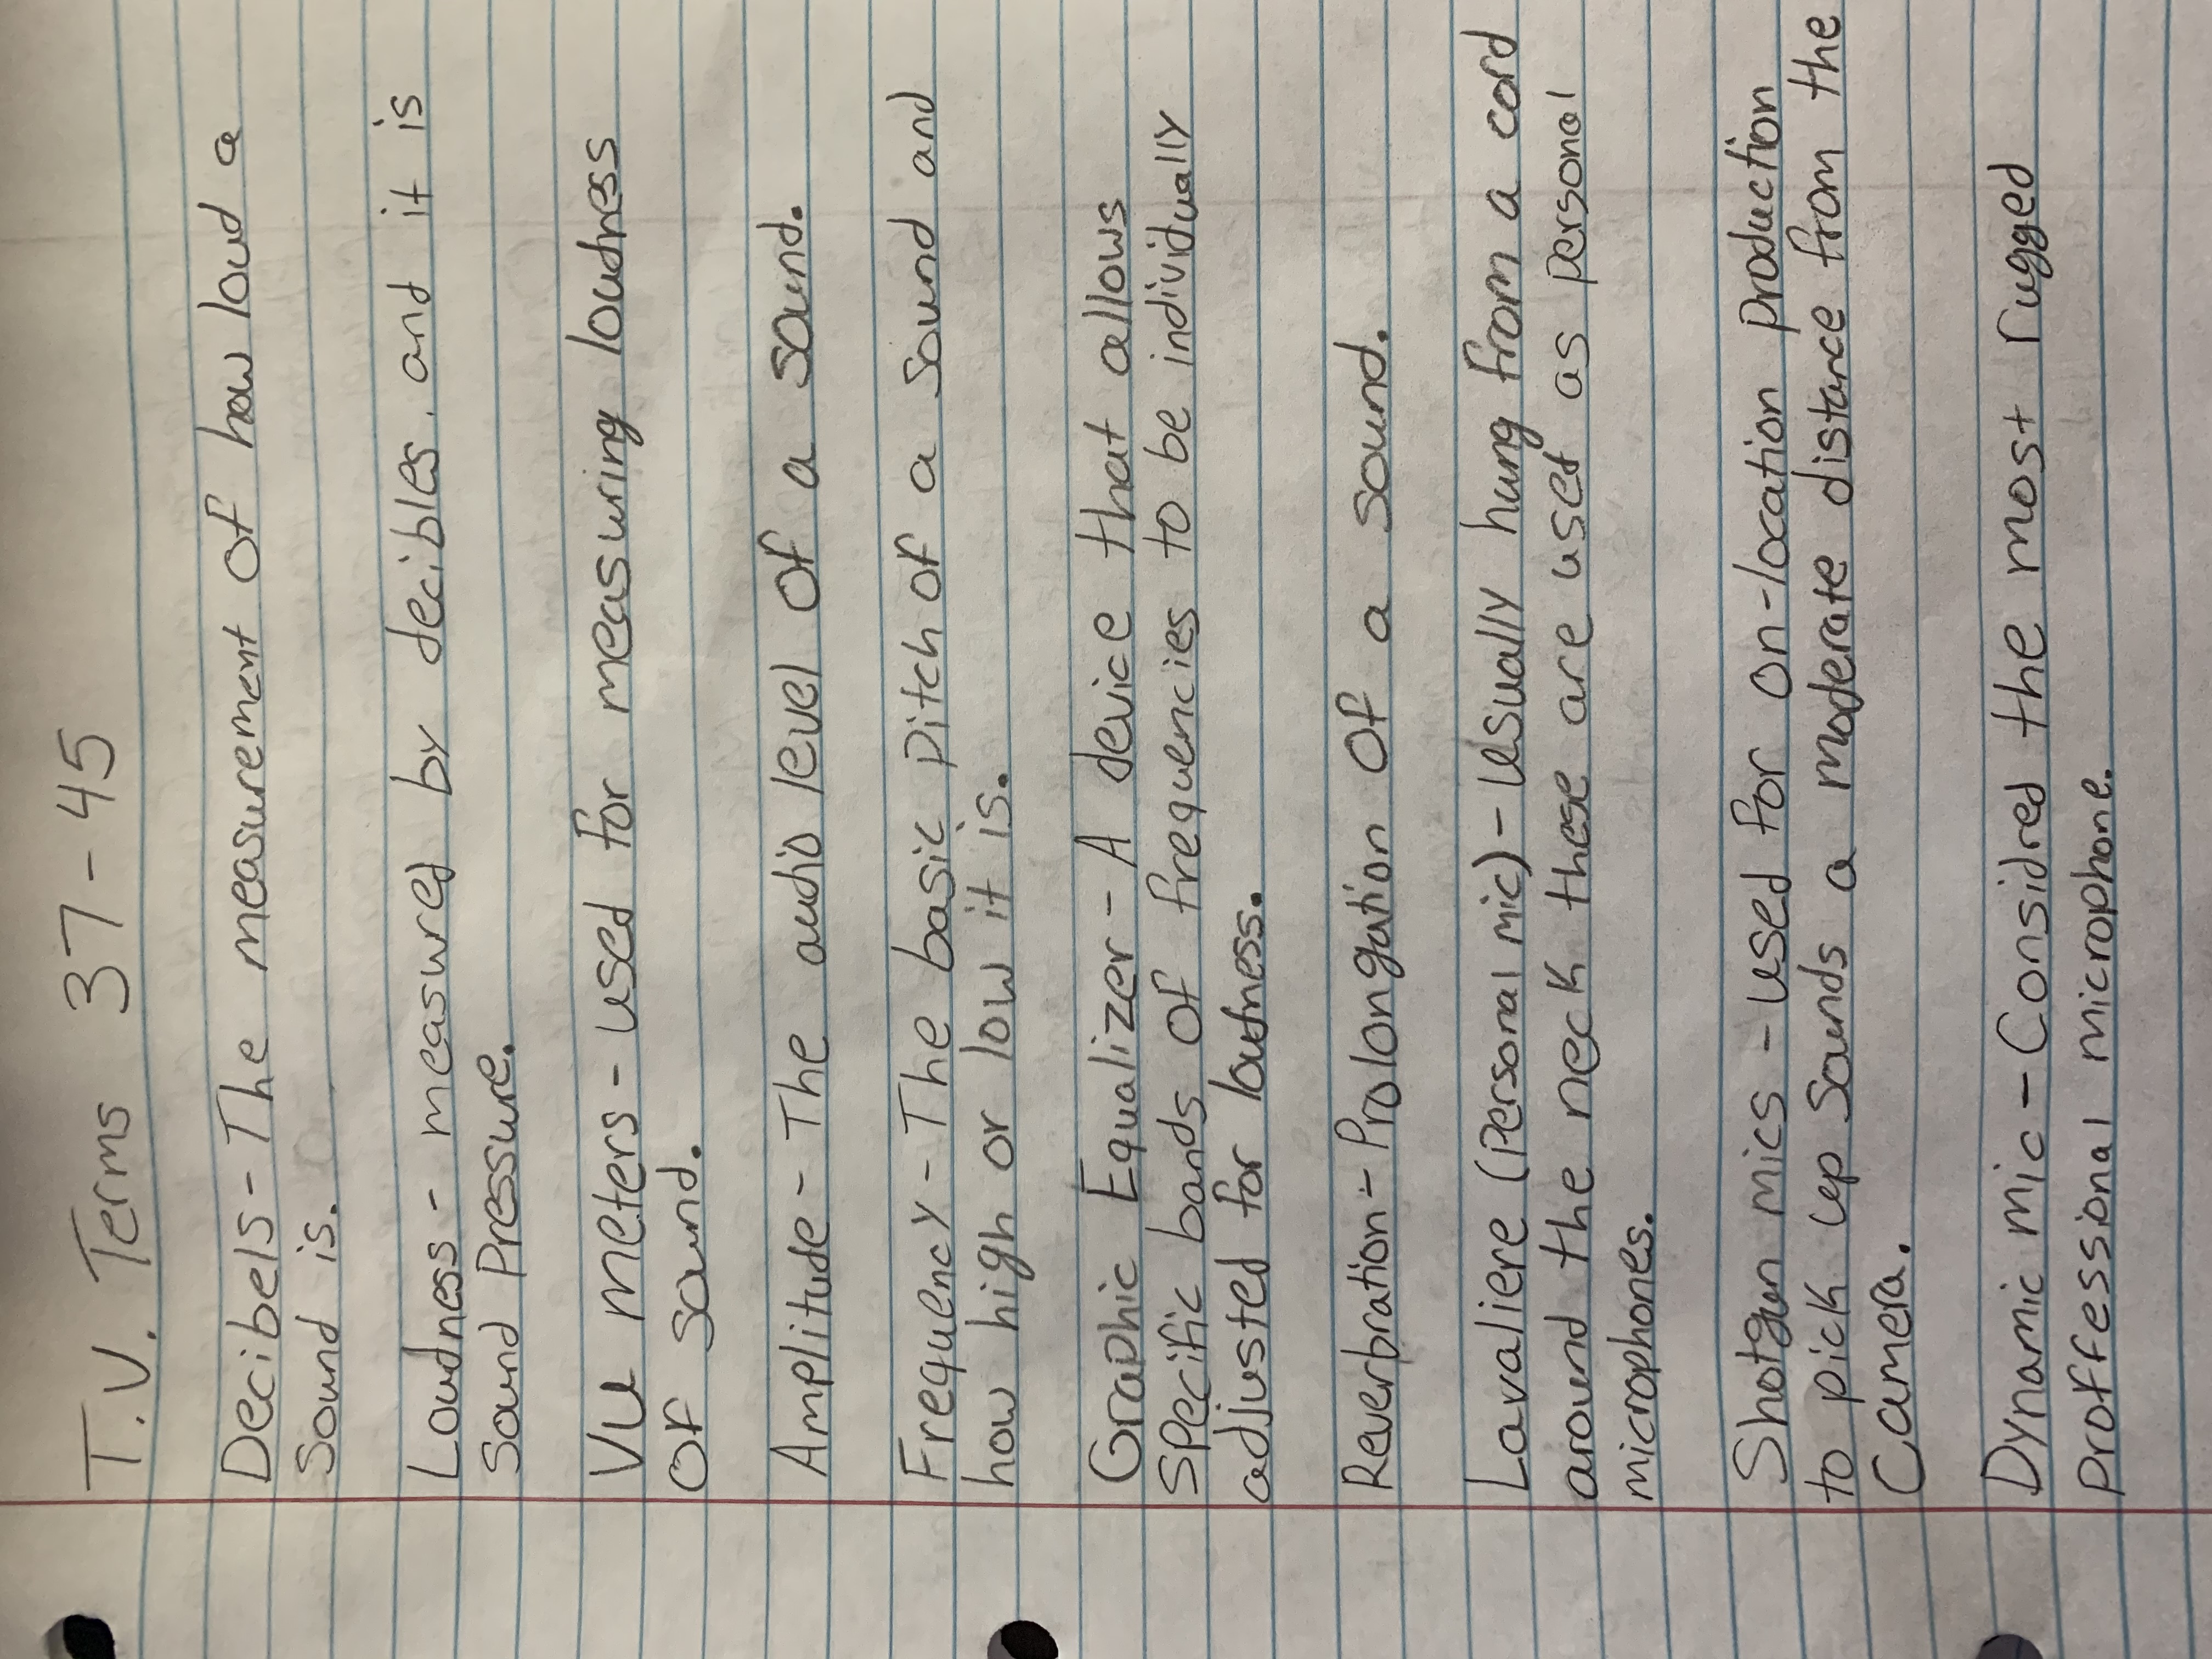 T.V. Terms 37-45
Decibels - The measurement of how loud a
Sound is.
Loudness - measured by decibles. and it is
Sound Pressure.
VU meters - used for measuring loudness
of sound.
Amplitude - The audio level of a sound.
Frequency - The basic pitch of a sound and
how high or low it is.
Graphic Equalizer - A device that allows
Specific bands of frequencies to be individually
adjusted for loudness.
Reverbration - Prolongation of a sound.
Lavaliere (Personal mic) - Usually hung from a cord
around the neck these are used as personal
microphones.
Shotgun mics - used for on-location production
to pick up sounds a moderate distance from the
Camera.
Dynamic mic - Considred the most rugged
proffessional microphone.